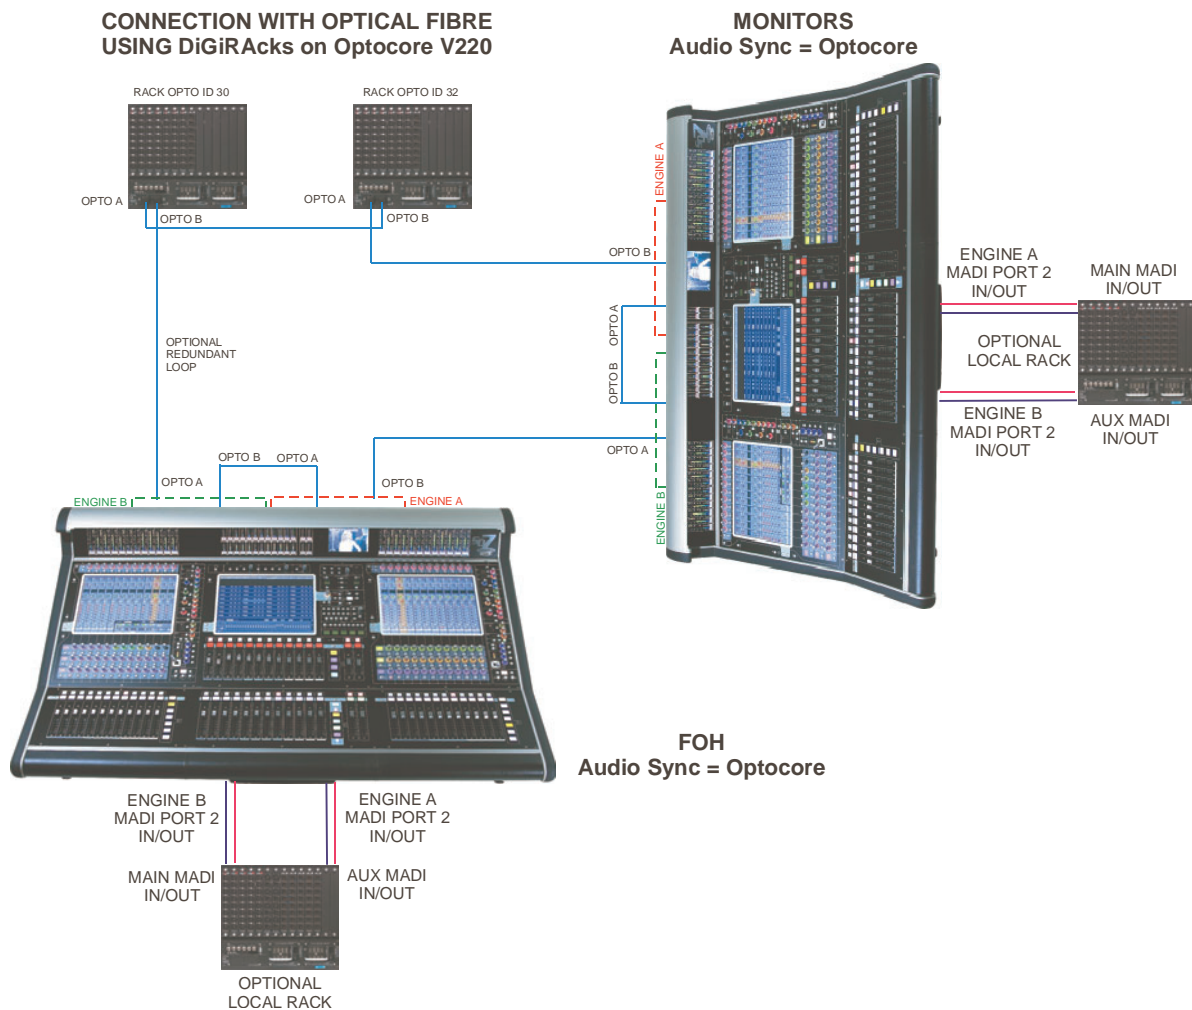 CONNECTION WITH OPTICAL FIBRE
USING DiGiRAcks on Optocore V220
MONITORS
Audio Sync = Optocore
RACK OPTO ID 30
RACK OPTO ID 32
OPTO A
OPTO B
OPTO A
OPTO B
ENGINE A
OPTO B
OPTO A
OPTO B
OPTO A
ENGINE B
ENGINE A
MADI PORT 2
IN/OUT
MAIN MADI
IN/OUT
OPTIONAL
LOCAL RACK
ENGINE B
MADI PORT 2
IN/OUT
AUX MADI
IN/OUT
OPTIONAL
REDUNDANT
LOOP
OPTO B
OPTO A
OPTO A
OPTO B
ENGINE B
ENGINE A
FOH
Audio Sync = Optocore
ENGINE B
MADI PORT 2
IN/OUT
ENGINE A
MADI PORT 2
IN/OUT
MAIN MADI
IN/OUT
AUX MADI
IN/OUT
OPTIONAL
LOCAL RACK